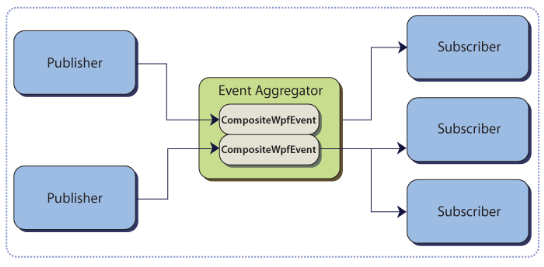 Publisher
Publisher
Event Aggregator
CompositeWpfEvent
CompositeWpfEvent
Subscriber
Subscriber
Subscriber